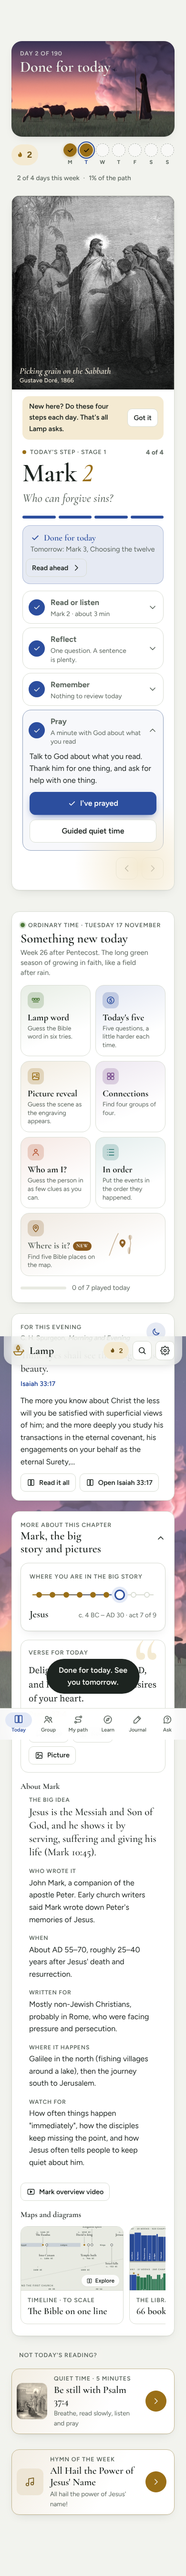 DAY 2 OF 190
Done for today
2
M T W T F S S
2 of 4 days this week · 1% of the path
Picking grain on the Sabbath
Gustave Doré, 1866
New here? Do these four
steps each day. That's all
Lamp asks.
Got it
TODAY'S STEP · STAGE 1
4 of 4
Mark 2
Who can forgive sins?
Done for today
Tomorrow: Mark 3, Choosing the twelve
Read ahead
Read or listen
Mark 2 · about 3 min
Reflect
One question. A sentence
is plenty.
Remember
Nothing to review today
Pray
A minute with God about what
you read
Talk to God about what you read.
Thank him for one thing, and ask for
help with one thing.
I've prayed
Guided quiet time
ORDINARY TIME · TUESDAY 17 NOVEMBER
Something new today
Week 26 after Pentecost. The long green
season of growing in faith, like a field
after rain.
Lamp word
Guess the Bible
word in six tries.
Today's five
Five questions, a
little harder each
time.
Picture reveal
Guess the scene as
the engraving
appears.
Connections
Find four groups of
four.
Who am I?
Guess the person in
as few clues as you
can.
In order
Put the events in
the order they
happened.
Where is it? NEW
Find five Bible places on
the map.
0 of 7 played today
FOR THIS EVENING
Lamp
2
beauty.
Isaiah 33:17
The more you know about Christ the less
will you be satisfied with superficial views
of him; and the more deeply you study his
transactions in the eternal covenant, his
engagements on your behalf as the
eternal Surety,...
Read it all
Open Isaiah 33:17
MORE ABOUT THIS CHAPTER
Mark, the big
story and pictures
WHERE YOU ARE IN THE BIG STORY
Jesus
c. 4 BC – AD 30 · act 7 of 9
VERSE FOR TODAY
of your heart.
Done for today. See
you tomorrow.
Today
Group
My path
Learn
Journal
Ask
Picture
About Mark
THE BIG IDEA
Jesus is the Messiah and Son of
God, and he shows it by
serving, suffering and giving his
life (Mark 10:45).
WHO WROTE IT
John Mark, a companion of the
apostle Peter. Early church writers
said Mark wrote down Peter's
memories of Jesus.
WHEN
About AD 55–70, roughly 25–40
years after Jesus' death and
resurrection.
WRITTEN FOR
Mostly non-Jewish Christians,
probably in Rome, who were facing
pressure and persecution.
WHERE IT HAPPENS
Galilee in the north (fishing villages
around a lake), then the journey
south to Jerusalem.
WATCH FOR
How often things happen
"immediately", how the disciples
keep missing the point, and how
Jesus often tells people to keep
quiet about him.
Mark overview video
Maps and diagrams
Explore
TIMELINE · TO SCALE
The Bible on one line
THE LIBR
66 book
NOT TODAY'S READING?
QUIET TIME · 5 MINUTES
Be still with Psalm
37:4
Breathe, read slowly, listen
and pray
HYMN OF THE WEEK
All Hail the Power of
Jesus' Name
All hail the power of Jesus'
name!